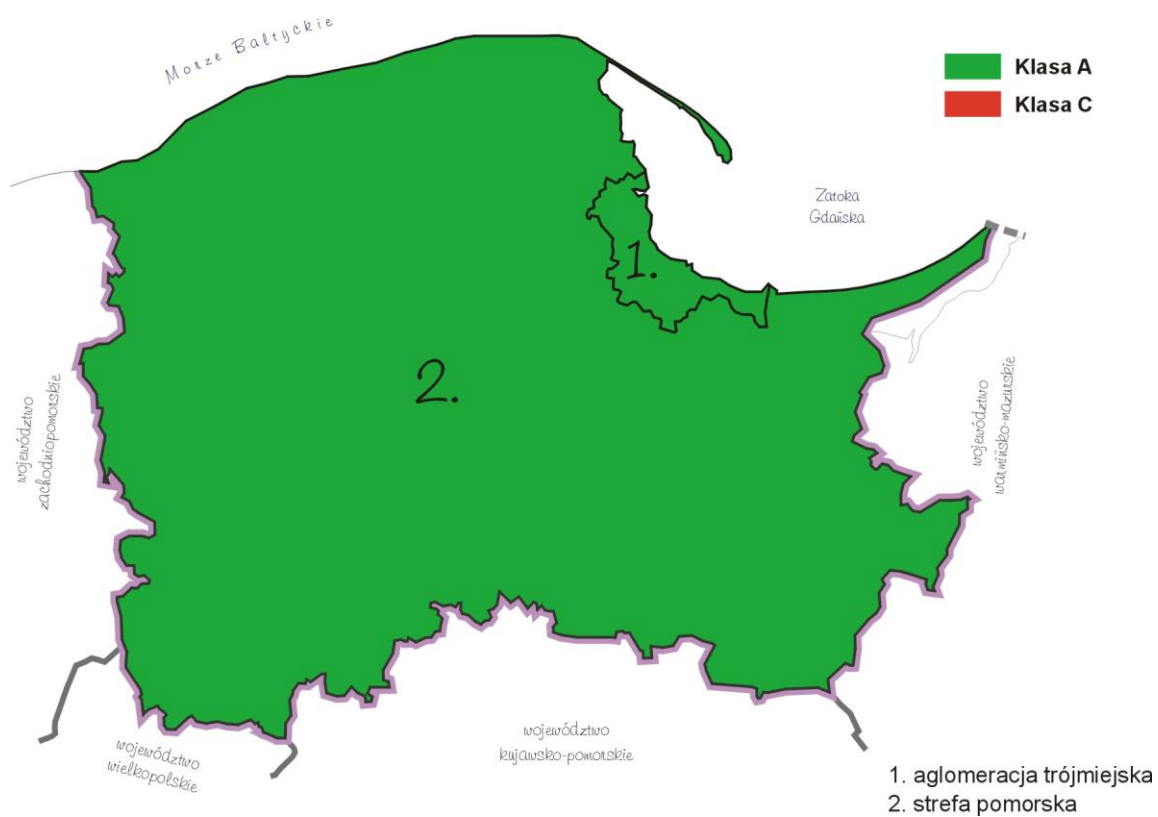 Morze Bałtyckie
Klasa A
Klasa C
Zatoka
Gdańska
1.
2.
województwo
zachodniopomorskie
województwo
warmińsko-mazurskie
województwo
wielkopolskie
województwo
kujawsko-pomorskie
1. aglomeracja trójmiejska
2. strefa pomorska